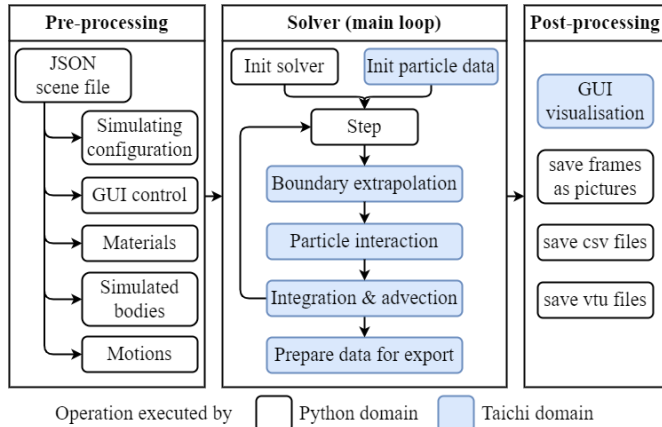 Pre-processing
JSON
scene file
Simulating
configuration
GUI control
Materials
Simulated
bodies
Motions
Solver (main loop)
Init solver
Init particle data
Step
Boundary extrapolation
Particle interaction
Integration & advection
Prepare data for export
Post-processing
GUI
visualisation
save frames
as pictures
save csv files
save vtu files
Operation executed by
Python domain
Taichi domain